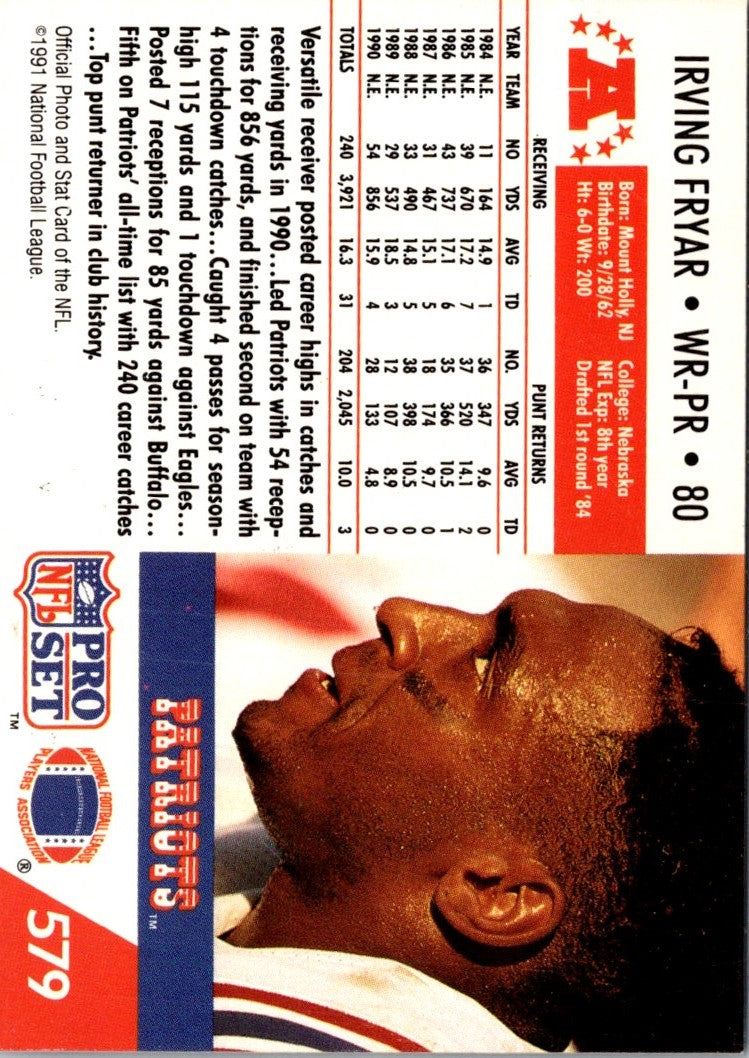 IRVING FRYAR • WR-PR • 80
A
Born: Mount Holly, NJ College: Nebraska
Birthdate: 9/28/62 NFL Exp: 8th year
Ht: 6-0 Wt: 200 Drafted 1st round '84
RECEIVING PUNT RETURNS
YEAR TEAM NO YDS AVG TD NO. YDS AVG TD
1984 N.E. 11 164 14.9 1 36 347 9.6 0
1985 N.E. 39 670 17.2 7 37 520 14.1 2
1986 N.E. 43 737 17.1 6 35 366 10.5 1
1987 N.E. 31 467 15.1 5 18 174 9.7 0
1988 N.E. 33 490 14.8 5 38 398 10.5 0
1989 N.E. 29 537 18.5 3 12 107 8.9 0
1990 N.E. 54 856 15.9 4 28 133 4.8 0
TOTALS 240 3,921 16.3 31 204 2,045 10.0 3
Versatile receiver posted career highs in catches and
receiving yards in 1990...Led Patriots with 54 recep-
tions for 856 yards, and finished second on team with
4 touchdown catches...Caught 4 passes for season-
high 115 yards and 1 touchdown against Eagles...
Posted 7 receptions for 85 yards against Buffalo...
Fifth on Patriots' all-time list with 240 career catches
...Top punt returner in club history.
Official Photo and Stat Card of the NFL.
©1991 National Football League.
PATRIOTS™
PRO
NFL SET™
NATIONAL FOOTBALL LEAGUE
PLAYERS ASSOCIATION®
579